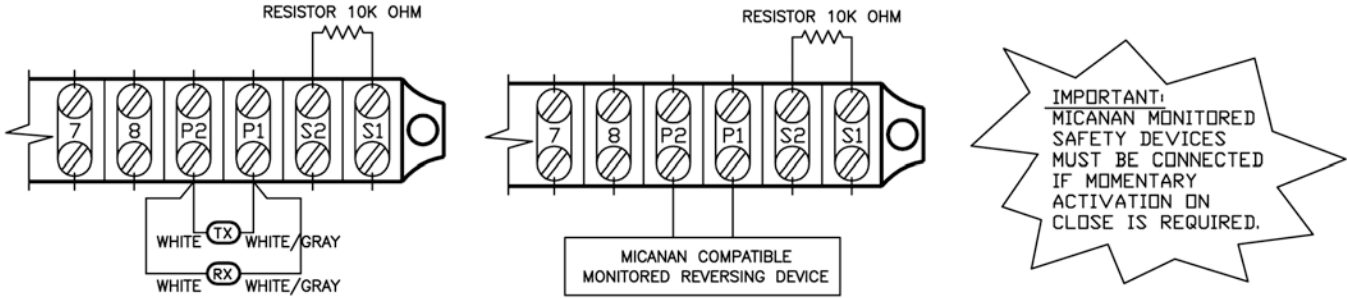 RESISTOR 10K OHM
7 8 P2 P1 S2 S1
WHITE TX WHITE/GRAY
WHITE RX WHITE/GRAY
RESISTOR 10K OHM
7 8 P2 P1 S2 S1
MICANAN COMPATIBLE
MONITORED REVERSING DEVICE
IMPORTANT:
MICANAN MONITORED
SAFETY DEVICES
MUST BE CONNECTED
IF MOMENTARY
ACTIVATION ON
CLOSE IS REQUIRED.